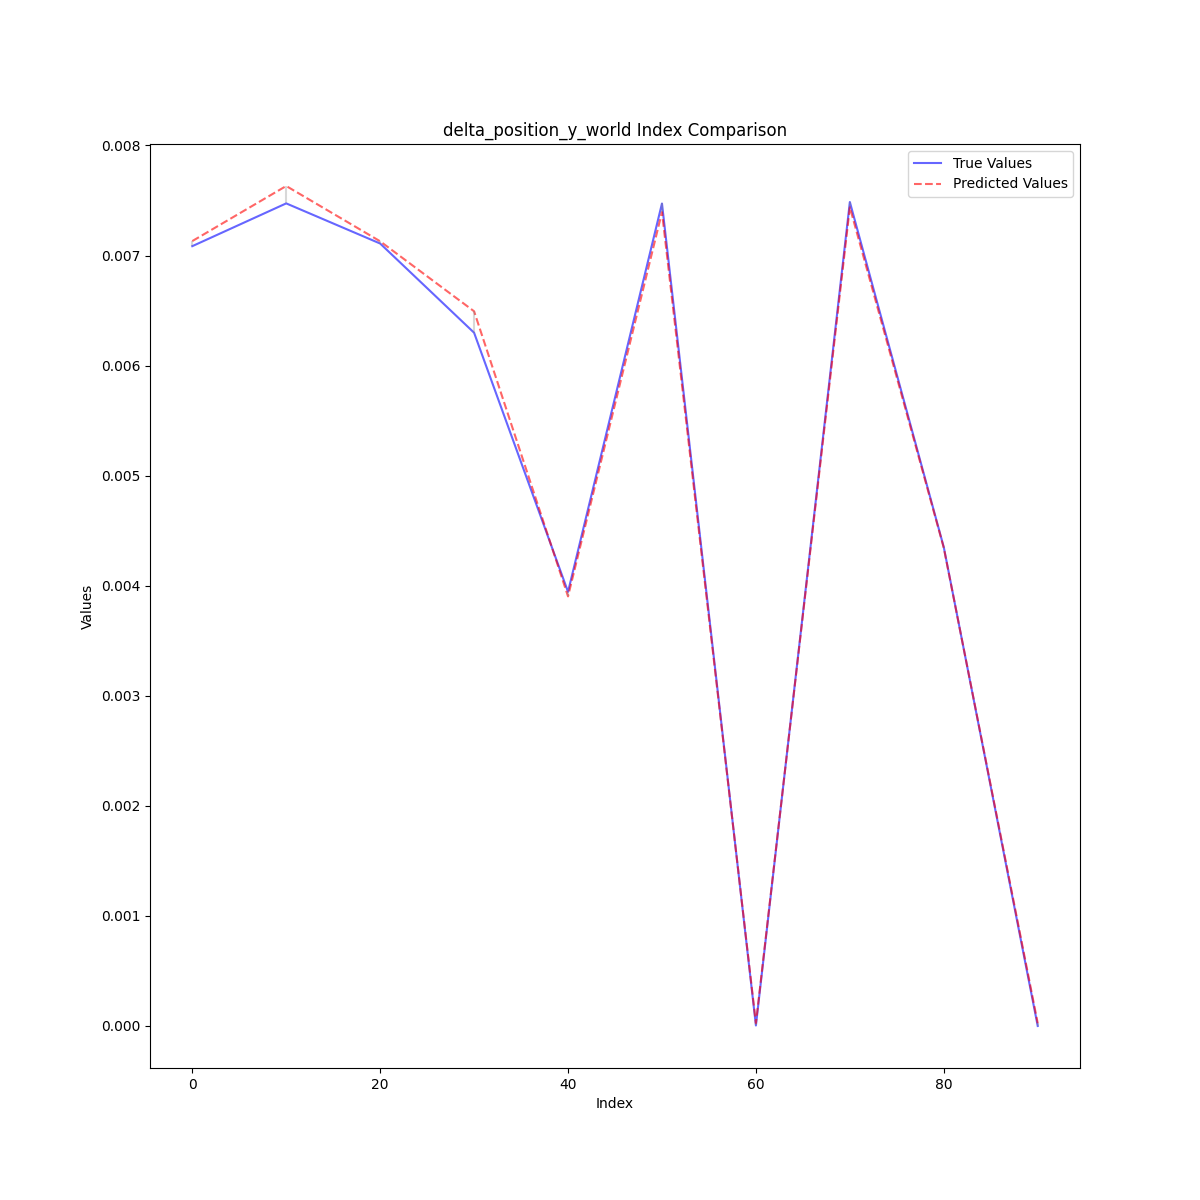 delta_position_y_world Index Comparison
True Values
Predicted Values
0.008
0.007
0.006
0.005
0.004
0.003
0.002
0.001
0.000
Values
0
20
40
60
80
Index